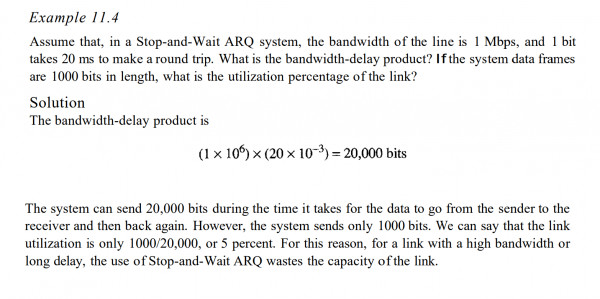 Example 11.4
Assume that, in a Stop-and-Wait ARQ system, the bandwidth of the line is 1 Mbps, and 1 bit
takes 20 ms to make a round trip. What is the bandwidth-delay product? If the system data frames
are 1000 bits in length, what is the utilization percentage of the link?
Solution
The bandwidth-delay product is
(1 × 10⁶) × (20 × 10⁻³) = 20,000 bits
The system can send 20,000 bits during the time it takes for the data to go from the sender to the
receiver and then back again. However, the system sends only 1000 bits. We can say that the link
utilization is only 1000/20,000, or 5 percent. For this reason, for a link with a high bandwidth or
long delay, the use of Stop-and-Wait ARQ wastes the capacity of the link.